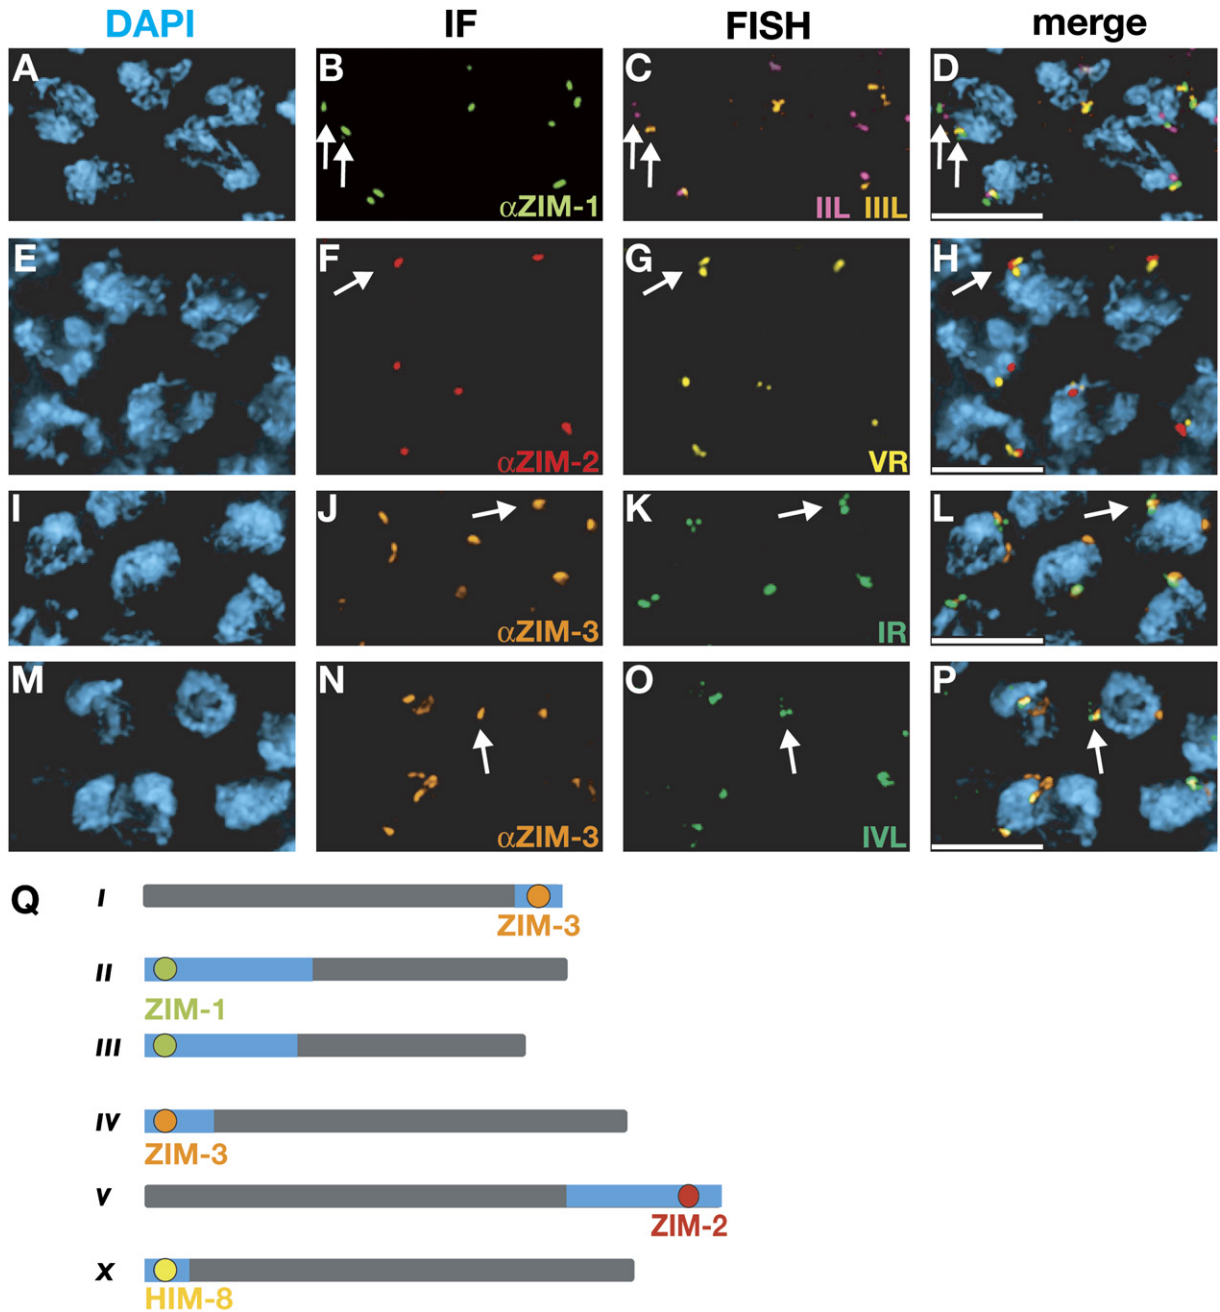 DAPI IF FISH merge
A B C D
αZIM-1 IIL IIIL
E F G H
αZIM-2 VR
I J K L
αZIM-3 IR
M N O P
αZIM-3 IVL
Q I
ZIM-3
II
ZIM-1
III
IV
ZIM-3
V
ZIM-2
X
HIM-8